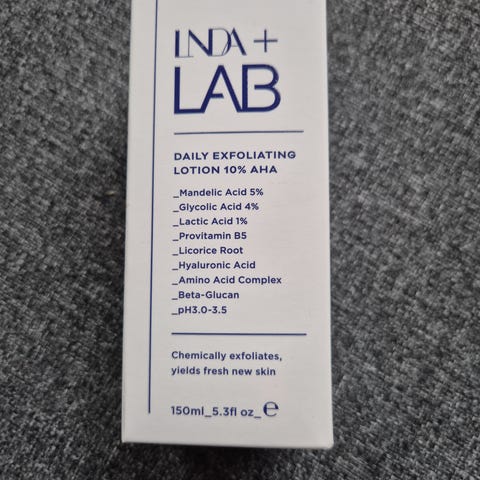 LINDA +
LAB
DAILY EXFOLIATING
LOTION 10% AHA
_Mandelic Acid 5%
_Glycolic Acid 4%
_Lactic Acid 1%
_Provitamin B5
_Licorice Root
_Hyaluronic Acid
_Amino Acid Complex
_Beta-Glucan
_pH3.0-3.5
Chemically exfoliates,
yields fresh new skin
150ml_5.3fl oz_℮